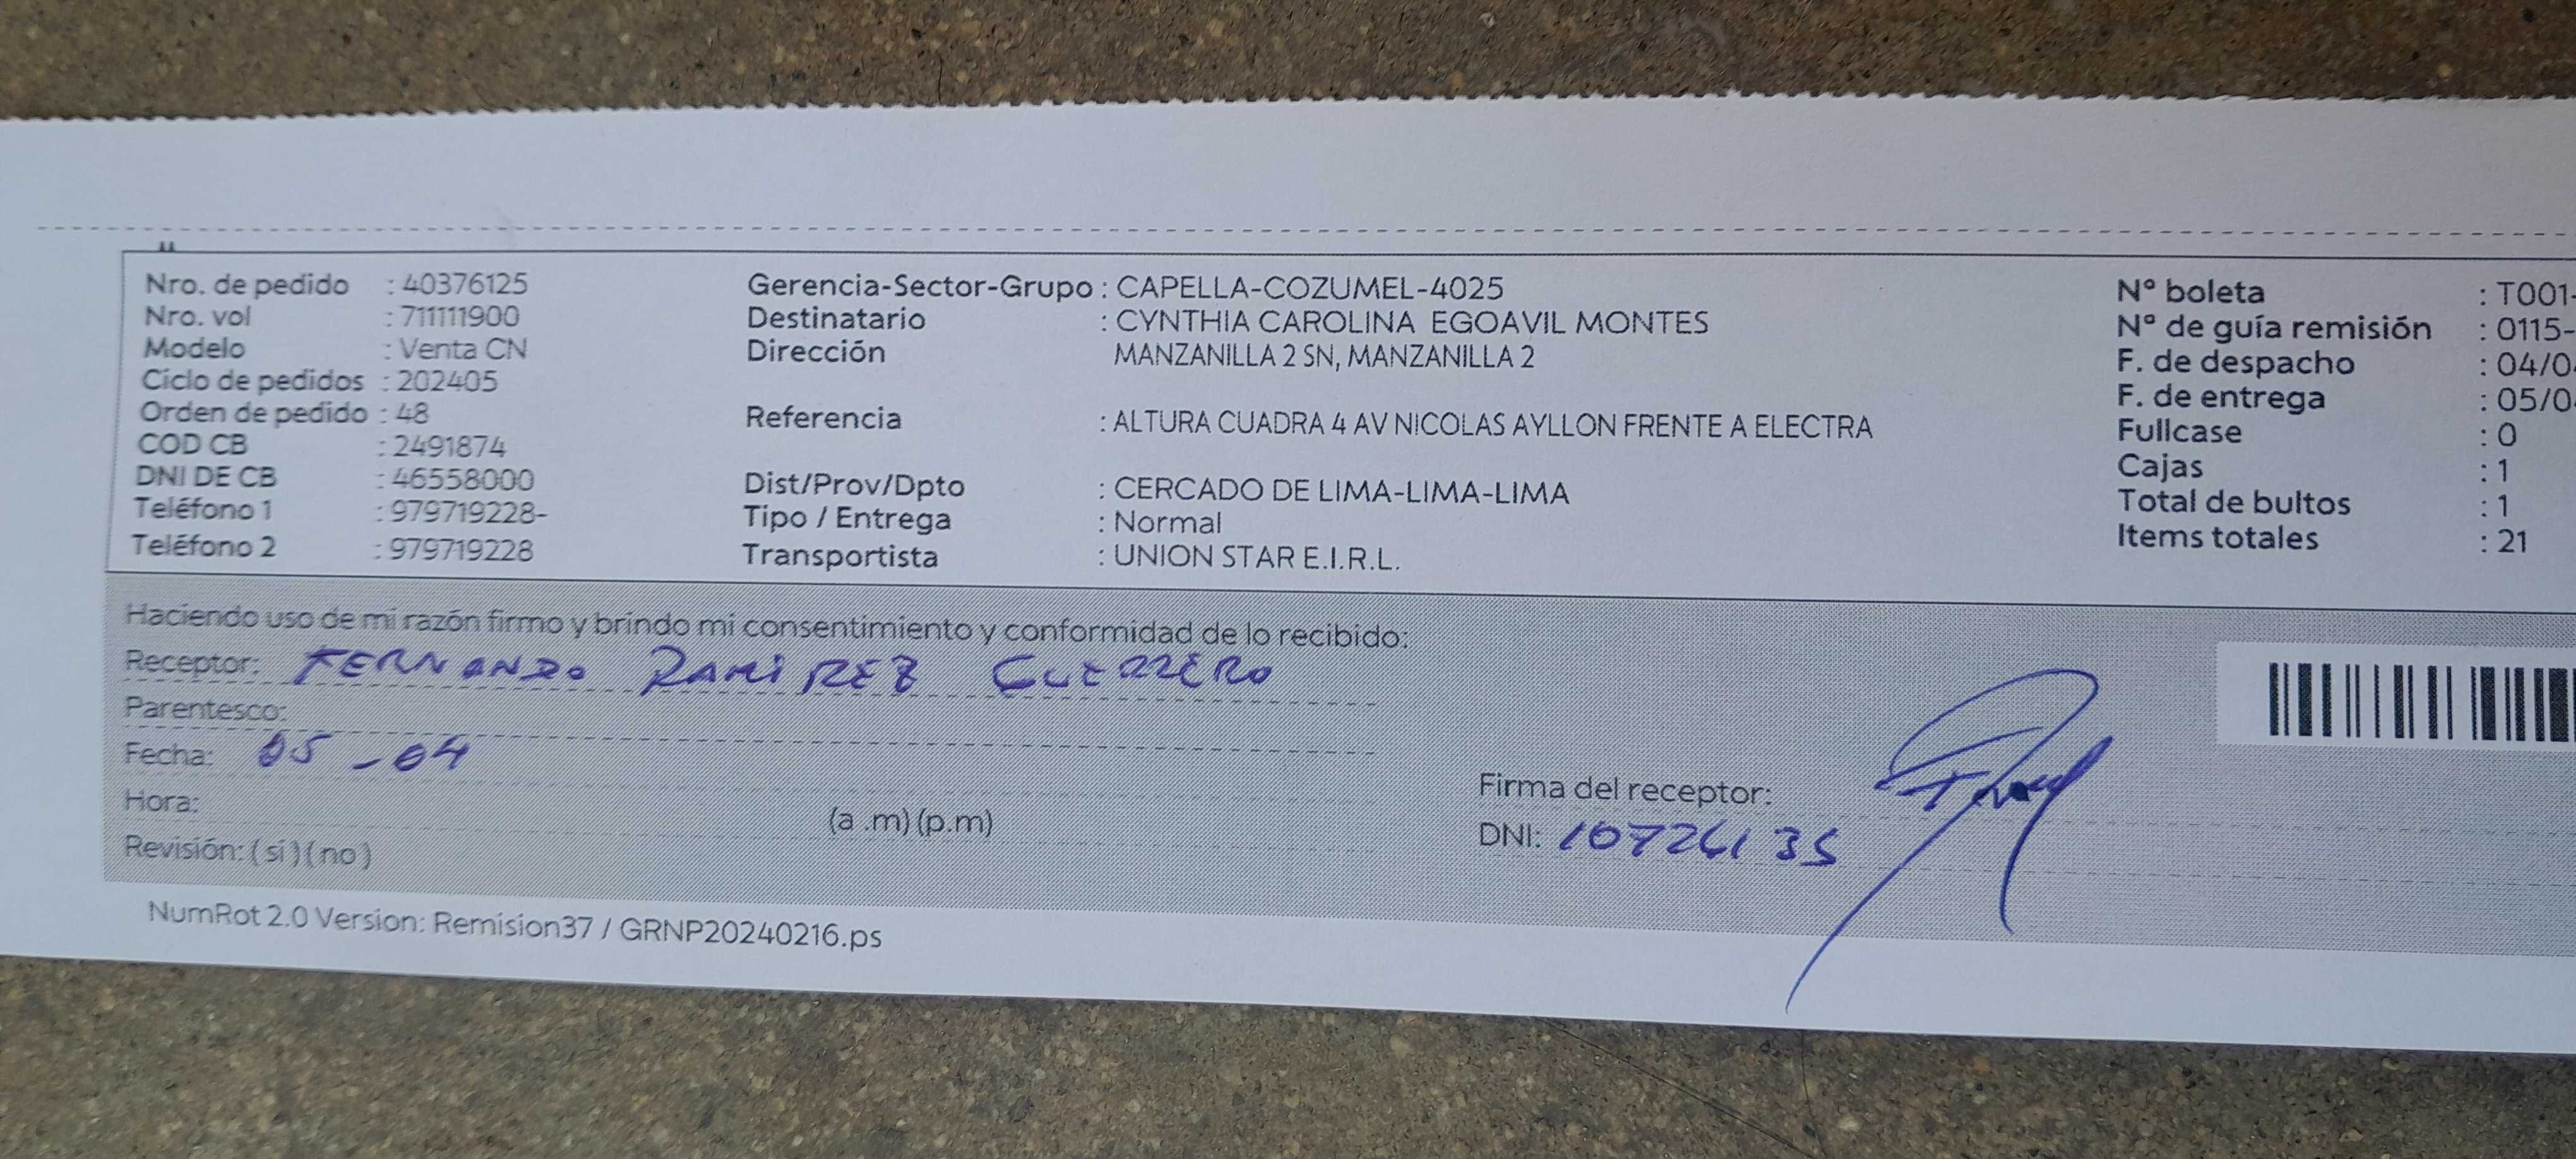 Nro. de pedido : 40376125
Nro. vol : 711111900
Modelo : Venta CN
Ciclo de pedidos : 202405
Orden de pedido : 48
COD CB : 2491874
DNI DE CB : 46558000
Teléfono 1 : 979719228-
Teléfono 2 : 979719228
Gerencia-Sector-Grupo : CAPELLA-COZUMEL-4025
Destinatario : CYNTHIA CAROLINA EGOAVIL MONTES
Dirección MANZANILLA 2 SN, MANZANILLA 2
Referencia : ALTURA CUADRA 4 AV NICOLAS AYLLON FRENTE A ELECTRA
Dist/Prov/Dpto : CERCADO DE LIMA-LIMA-LIMA
Tipo / Entrega : Normal
Transportista : UNION STAR E.I.R.L.
Nº boleta : T001-
Nº de guía remisión : 0115-
F. de despacho : 04/0
F. de entrega : 05/0
Fullcase : 0
Cajas : 1
Total de bultos : 1
Items totales : 21
Haciendo uso de mi razón firmo y brindo mi consentimiento y conformidad de lo recibido:
Receptor: FERNANDO RAMIREZ GUERRERO
Parentesco:
Fecha: 05-04
Hora: (a .m) (p.m)
Revisión: ( sí ) ( no )
Firma del receptor:
DNI: 10724135
NumRot 2.0 Version: Remision37 / GRNP20240216.ps